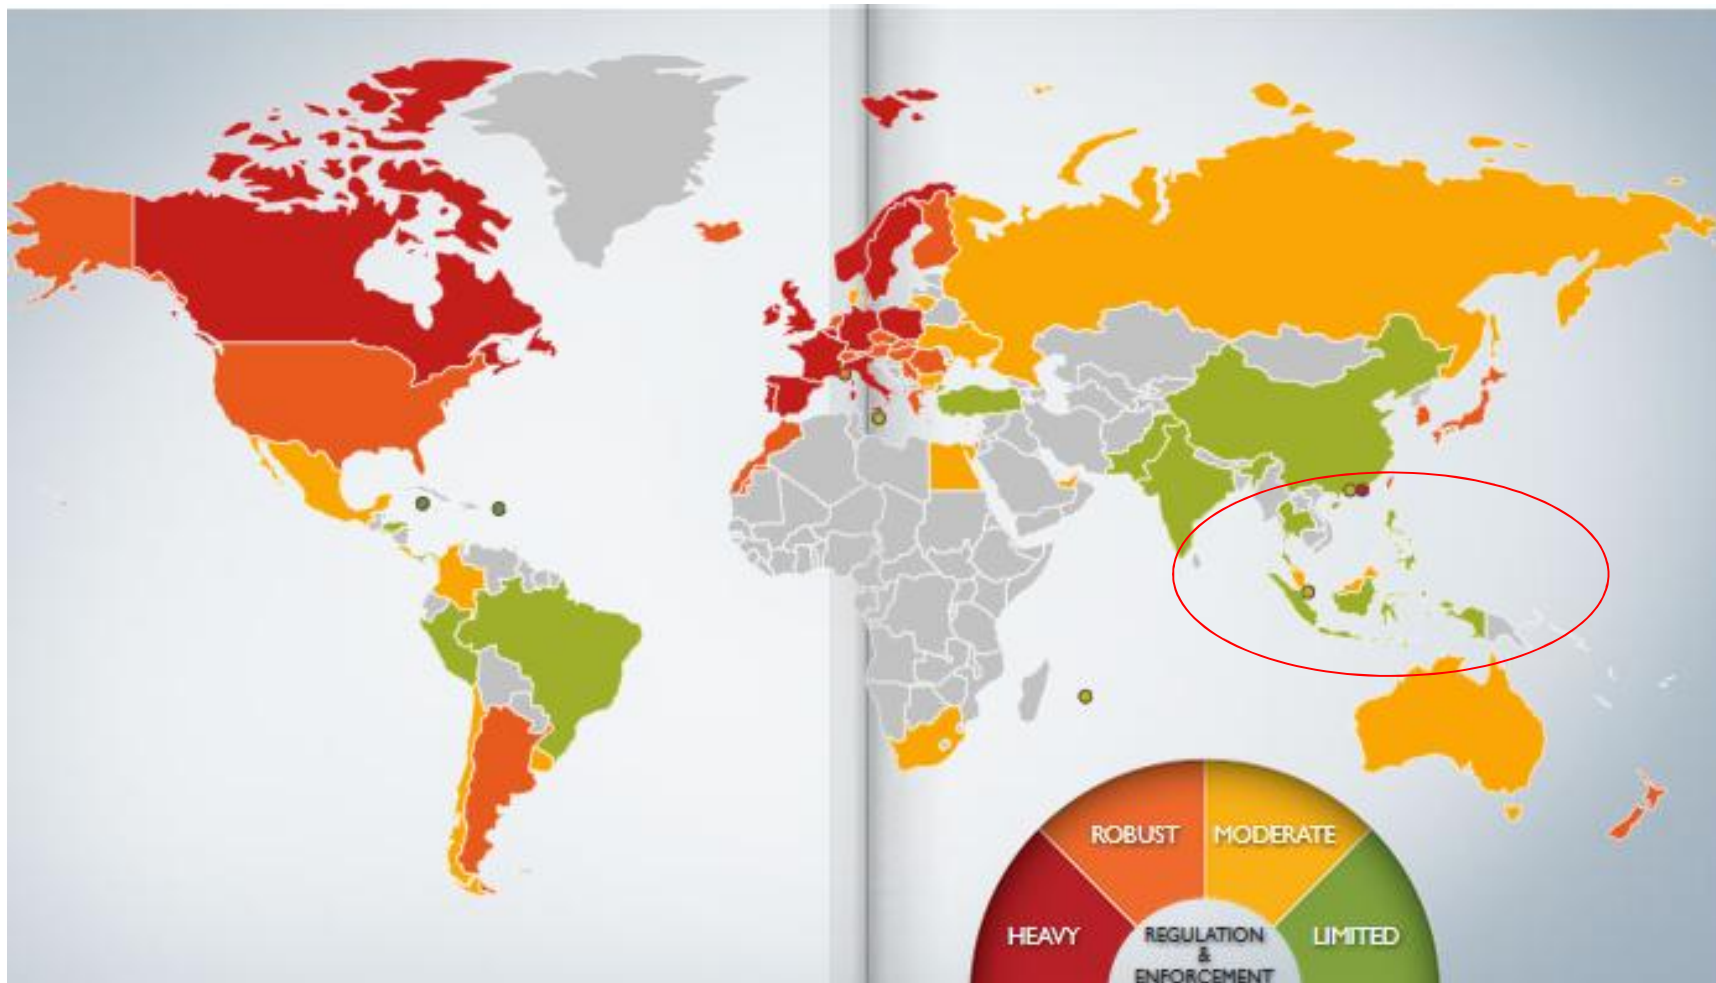 ROBUST
MODERATE
HEAVY
LIMITED
REGULATION
&
ENFORCEMENT